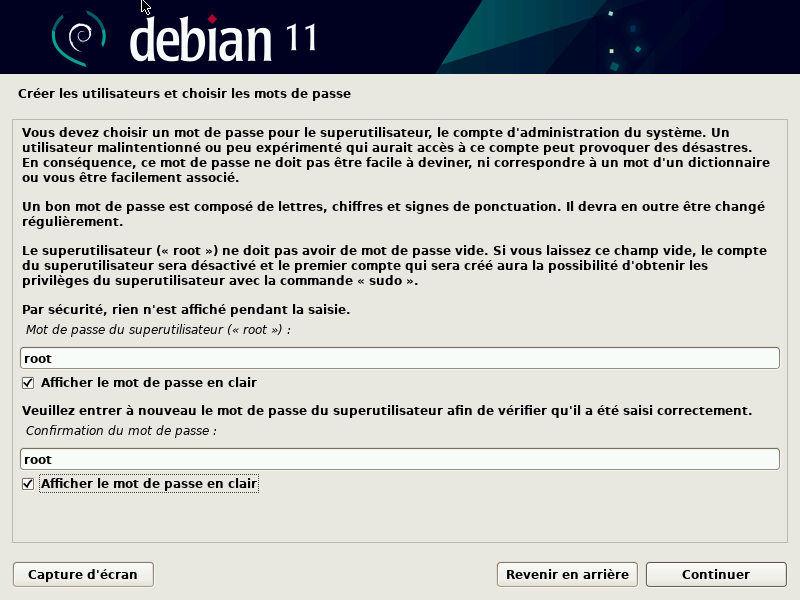 debian 11
Créer les utilisateurs et choisir les mots de passe
Vous devez choisir un mot de passe pour le superutilisateur, le compte d'administration du système. Un
utilisateur malintentionné ou peu expérimenté qui aurait accès à ce compte peut provoquer des désastres.
En conséquence, ce mot de passe ne doit pas être facile à deviner, ni correspondre à un mot d'un dictionnaire
ou vous être facilement associé.
Un bon mot de passe est composé de lettres, chiffres et signes de ponctuation. Il devra en outre être changé
régulièrement.
Le superutilisateur (« root ») ne doit pas avoir de mot de passe vide. Si vous laissez ce champ vide, le compte
du superutilisateur sera désactivé et le premier compte qui sera créé aura la possibilité d'obtenir les
privilèges du superutilisateur avec la commande « sudo ».
Par sécurité, rien n'est affiché pendant la saisie.
Mot de passe du superutilisateur (« root ») :
root
Afficher le mot de passe en clair
Veuillez entrer à nouveau le mot de passe du superutilisateur afin de vérifier qu'il a été saisi correctement.
Confirmation du mot de passe :
root
Afficher le mot de passe en clair
Capture d'écran
Revenir en arrière
Continuer